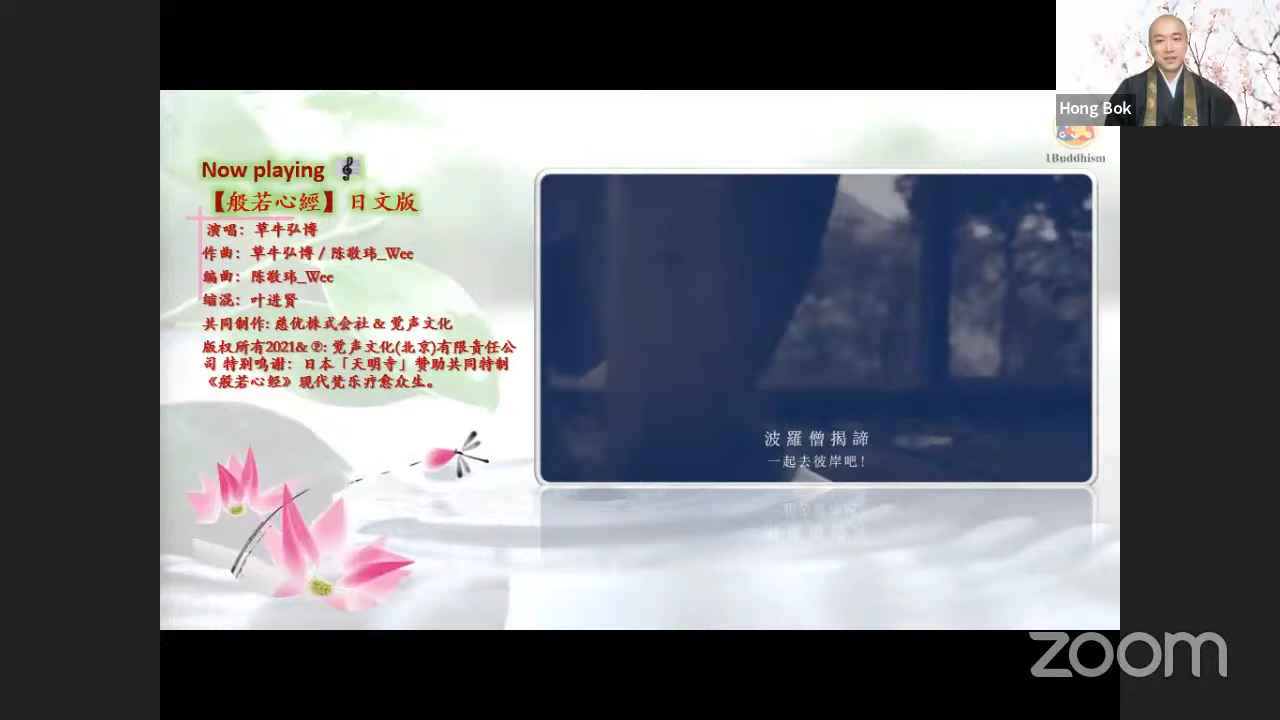 Hong Bok
1Buddhism
Now playing
【般若心經】日文版
演唱: 草牛弘博
作曲: 草牛弘博 / 陈敬玮_Wee
编曲: 陈敬玮_Wee
缩混: 叶进贤
共同制作: 慈优株式会社 & 觉声文化
版权所有2021& ℗: 觉声文化(北京)有限责任公
司 特别鸣谢: 日本「天明寺」赞助共同特制
《般若心经》现代梵乐疗愈众生。
波羅僧揭諦
一起去彼岸吧!
zoom